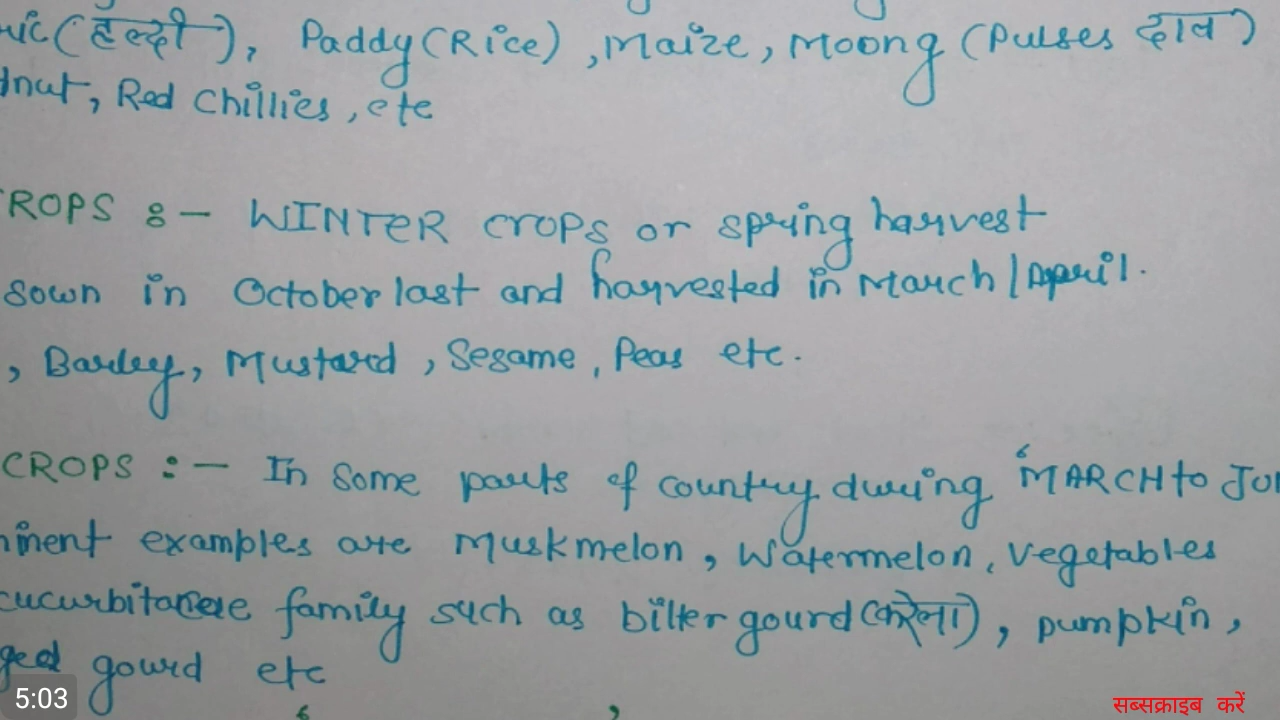 ric (हल्दी), Paddy (Rice), Maize, Moong (Pulses दाल)
dnut, Red Chillies, etc
ROPS :- WINTER CROPS or spring harvest
sown in October last and harvested in March / April.
, Barley, Mustard, Sesame, Peas etc.
CROPS :- In Some parts of country during 'MARCH to JU
inent examples are Muskmelon, Watermelon, vegetables
cucurbitaceae family such as bitter gourd (करेला), pumpkin,
ged gourd etc
5:03
सब्सक्राइब करें